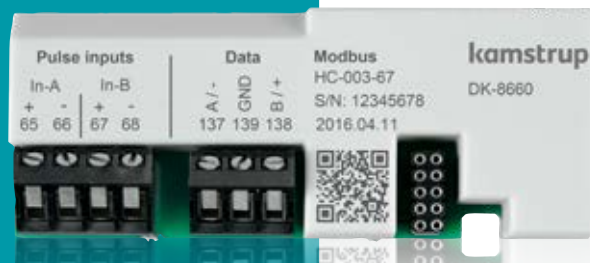 Pulse inputs
In-A In-B
+ - + -
65 66 67 68
Data
A / - GND B / +
137 139 138
Modbus
HC-003-67
S/N: 12345678
2016.04.11
kamstrup
DK-8660